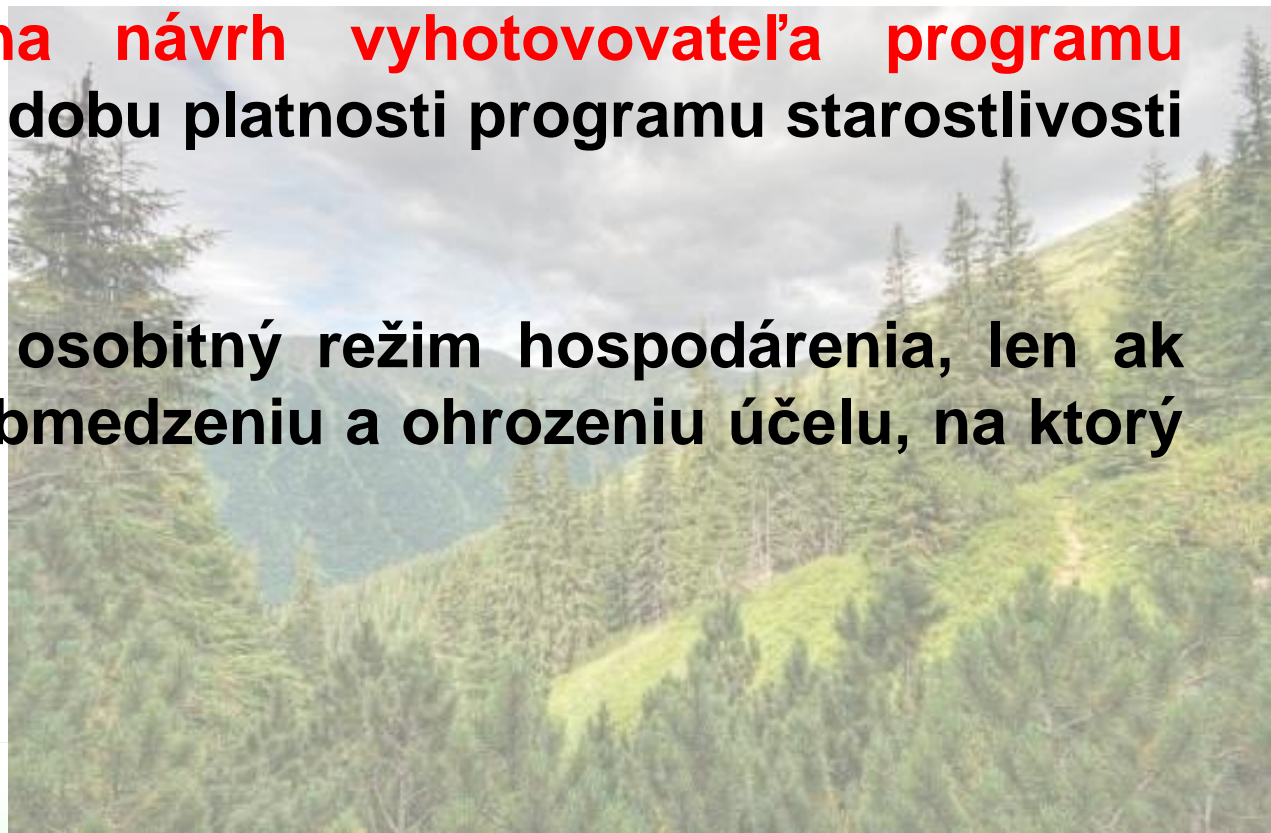 na návrh vyhotovovateľa programu
dobu platnosti programu starostlivosti
osobitný režim hospodárenia, len ak
bmedzeniu a ohrozeniu účelu, na ktorý